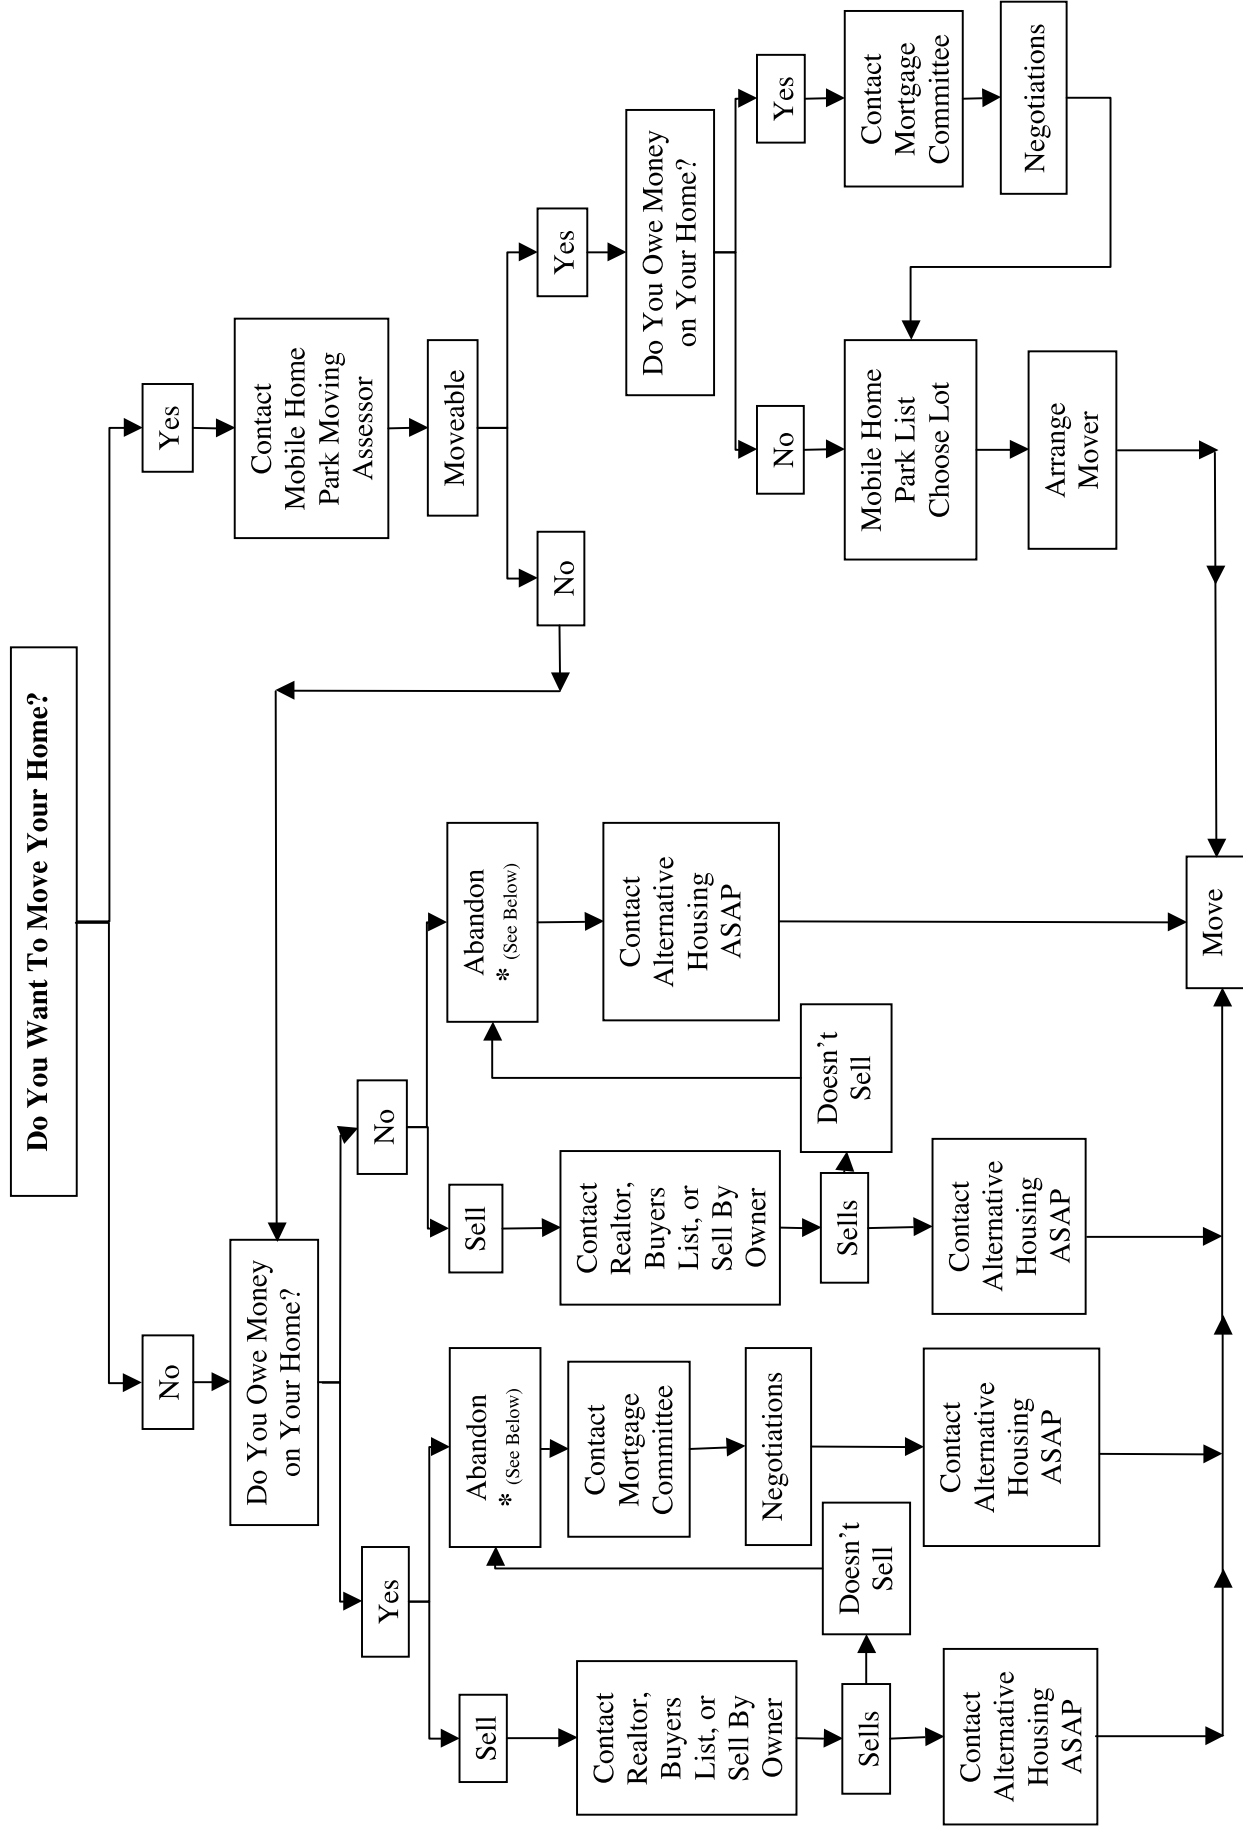 Do You Want To Move Your Home?
No
Yes
Do You Owe Money
on Your Home?
Contact
Mobile Home
Park Moving
Assessor
Yes
No
Moveable
Sell
Abandon
* (See Below)
Sell
Abandon
* (See Below)
No
Yes
Contact
Realtor,
Buyers
List, or
Sell By
Owner
Contact
Mortgage
Committee
Contact
Realtor,
Buyers
List, or
Sell By
Owner
Contact
Alternative
Housing
ASAP
Do You Owe Money
on Your Home?
Negotiations
No
Yes
Sells
Doesn't
Sell
Sells
Doesn't
Sell
Mobile Home
Park List
Choose Lot
Contact
Mortgage
Committee
Contact
Alternative
Housing
ASAP
Contact
Alternative
Housing
ASAP
Contact
Alternative
Housing
ASAP
Arrange
Mover
Negotiations
Move